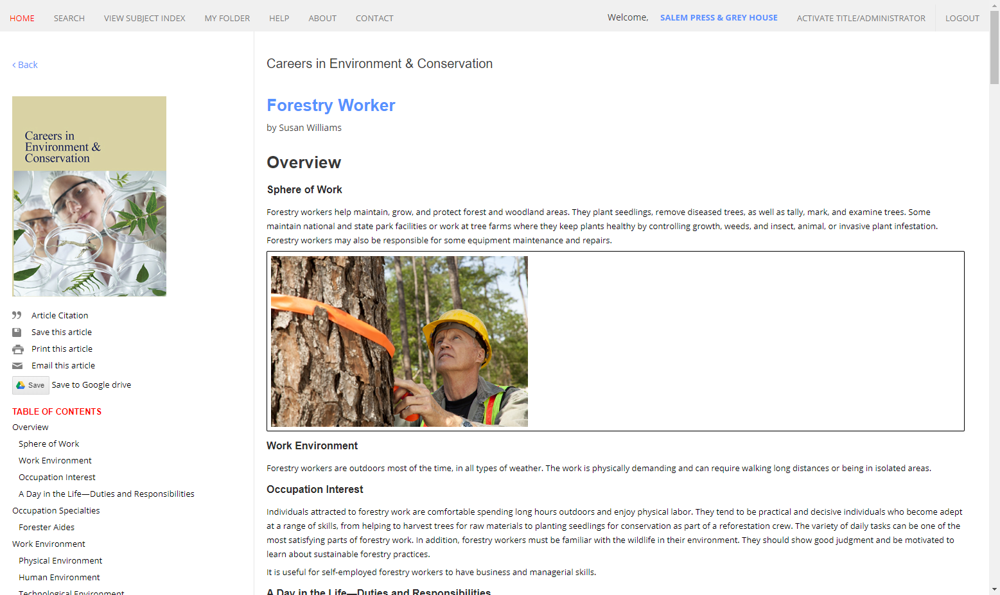 HOME SEARCH VIEW SUBJECT INDEX MY FOLDER HELP ABOUT CONTACT Welcome, SALEM PRESS & GREY HOUSE ACTIVATE TITLE/ADMINISTRATOR LOGOUT
‹ Back
Careers in
Environment &
Conservation
Article Citation
Save this article
Print this article
Email this article
Save Save to Google drive
TABLE OF CONTENTS
Overview
Sphere of Work
Work Environment
Occupation Interest
A Day in the Life—Duties and Responsibilities
Occupation Specialties
Forester Aides
Work Environment
Physical Environment
Human Environment
Technological Environment
Careers in Environment & Conservation
Forestry Worker
by Susan Williams
Overview
Sphere of Work
Forestry workers help maintain, grow, and protect forest and woodland areas. They plant seedlings, remove diseased trees, as well as tally, mark, and examine trees. Some
maintain national and state park facilities or work at tree farms where they keep plants healthy by controlling growth, weeds, and insect, animal, or invasive plant infestation.
Forestry workers may also be responsible for some equipment maintenance and repairs.
Work Environment
Forestry workers are outdoors most of the time, in all types of weather. The work is physically demanding and can require walking long distances or being in isolated areas.
Occupation Interest
Individuals attracted to forestry work are comfortable spending long hours outdoors and enjoy physical labor. They tend to be practical and decisive individuals who become adept
at a range of skills, from helping to harvest trees for raw materials to planting seedlings for conservation as part of a reforestation crew. The variety of daily tasks can be one of the
most satisfying parts of forestry work. In addition, forestry workers must be familiar with the wildlife in their environment. They should show good judgment and be motivated to
learn about sustainable forestry practices.
It is useful for self-employed forestry workers to have business and managerial skills.
A Day in the Life—Duties and Responsibilities